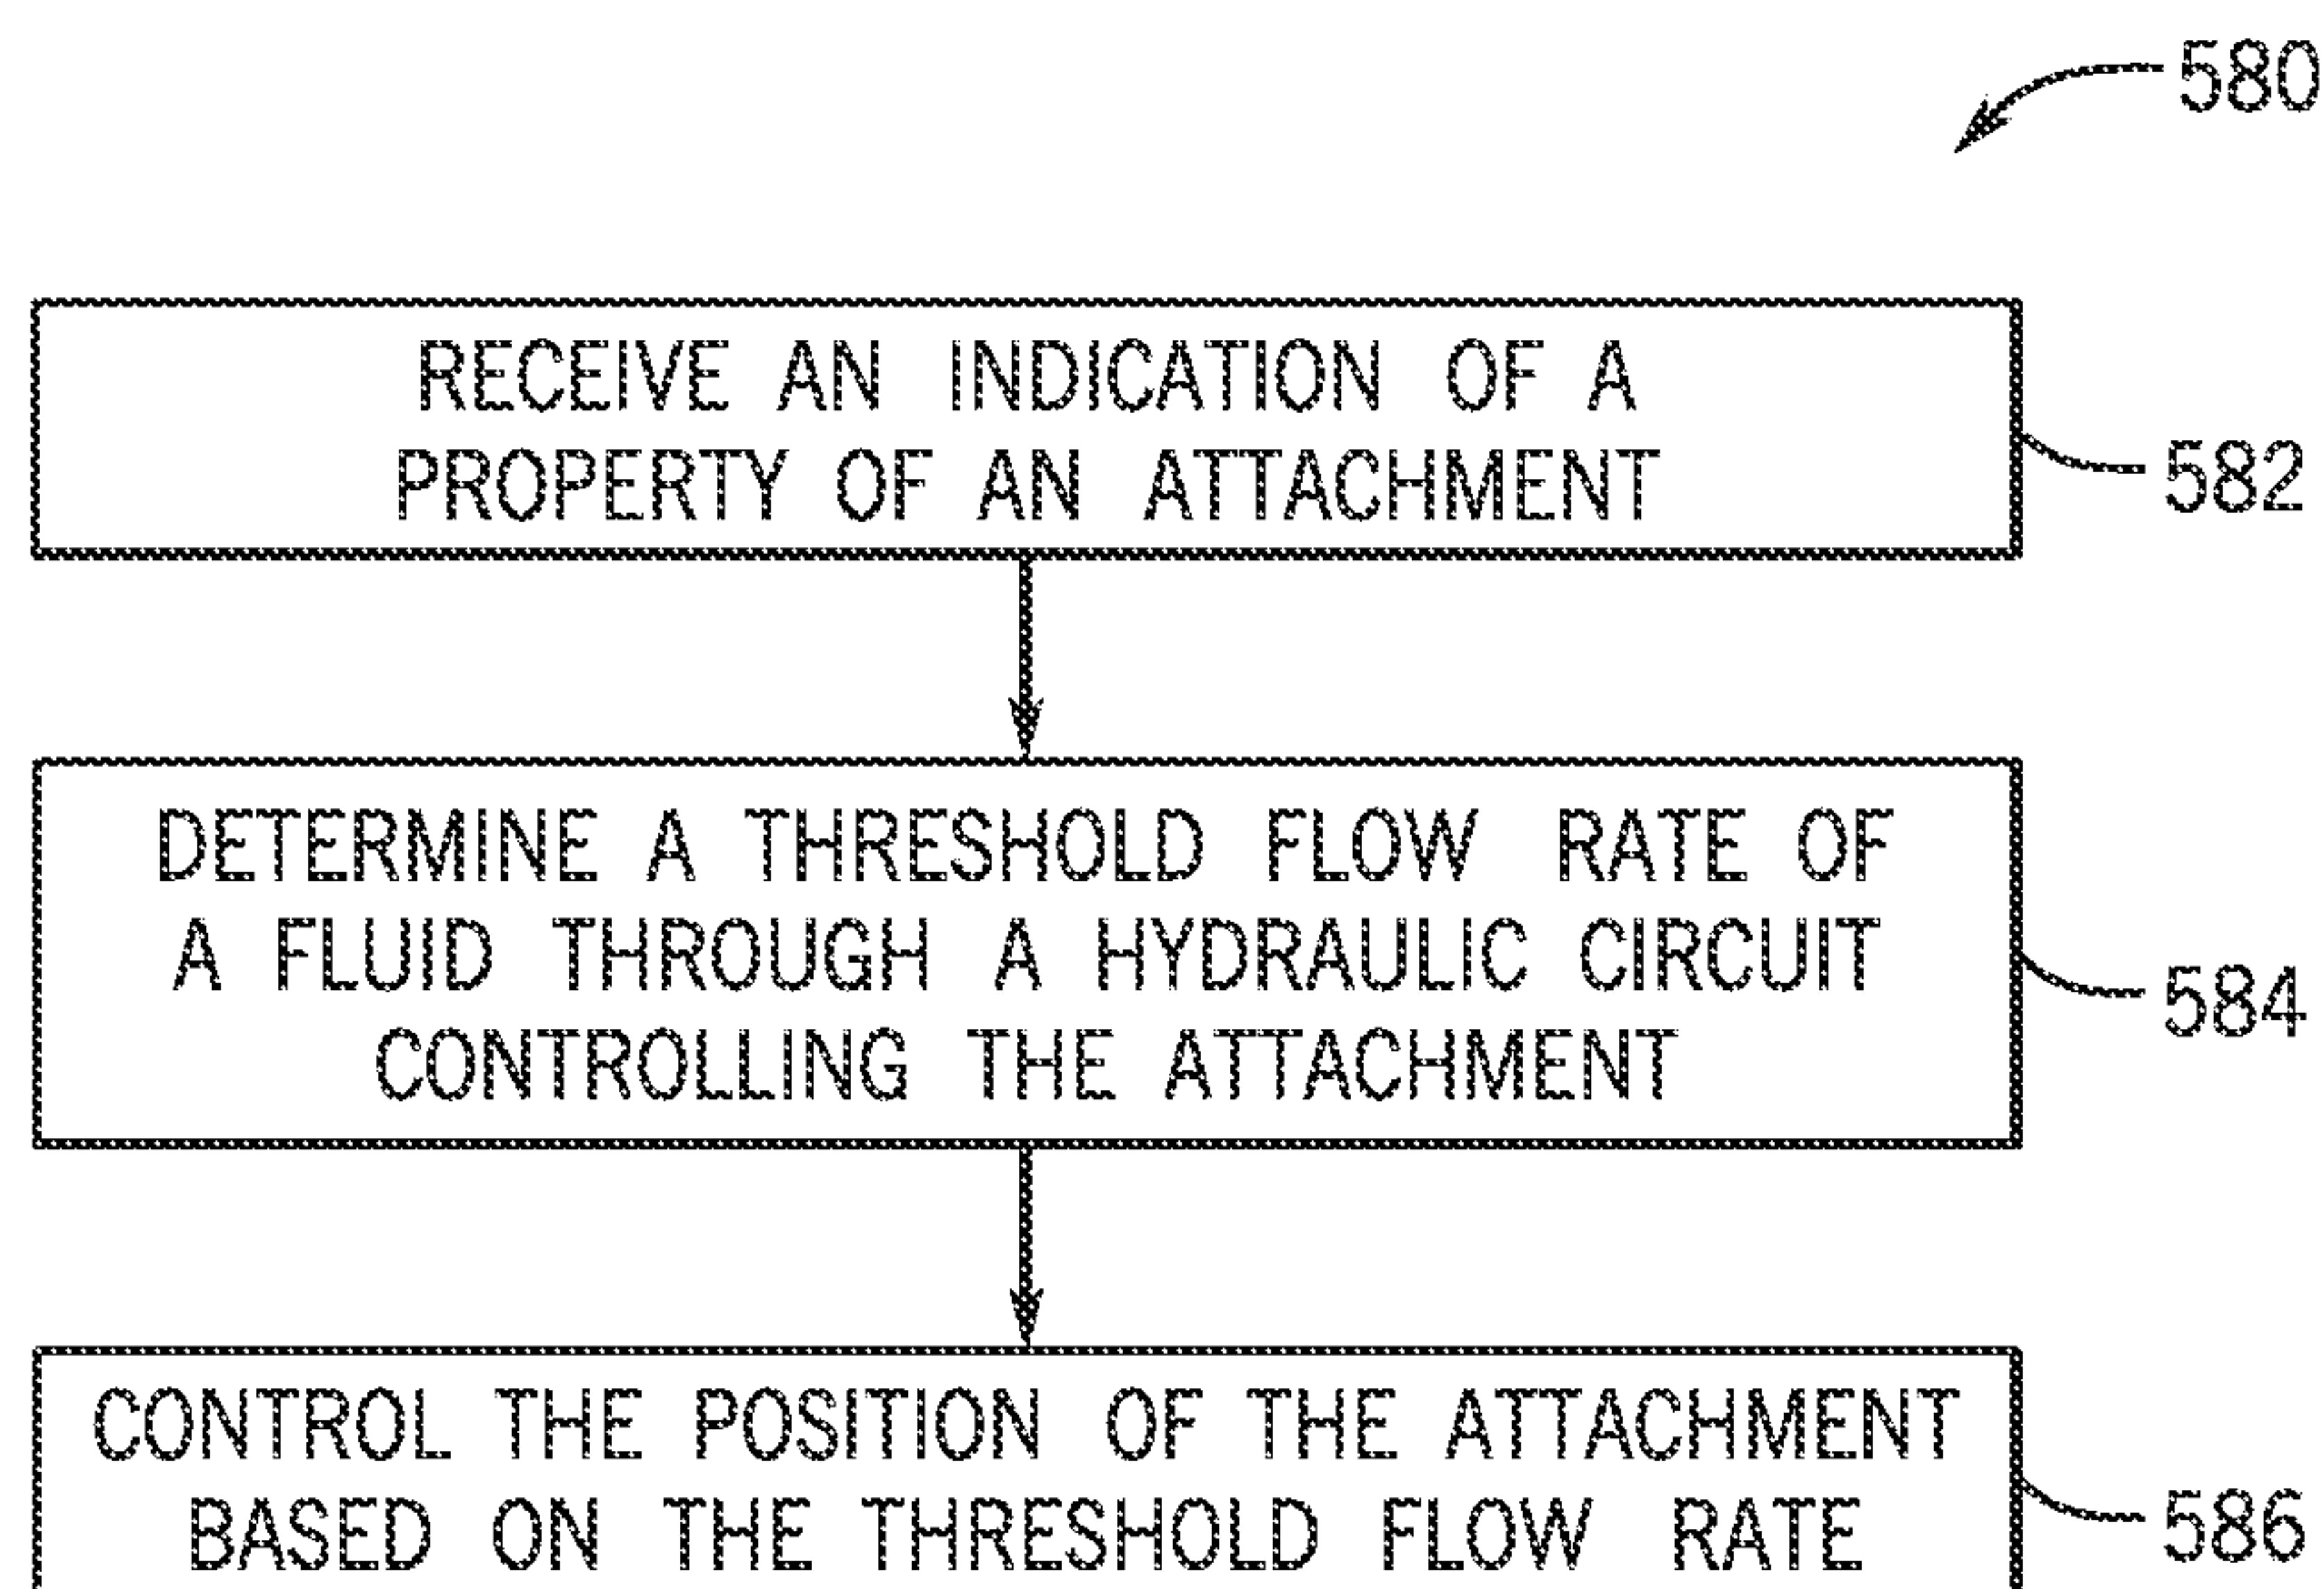 580
RECEIVE AN INDICATION OF A
PROPERTY OF AN ATTACHMENT
582
DETERMINE A THRESHOLD FLOW RATE OF
A FLUID THROUGH A HYDRAULIC CIRCUIT
CONTROLLING THE ATTACHMENT
584
CONTROL THE POSITION OF THE ATTACHMENT
BASED ON THE THRESHOLD FLOW RATE
586